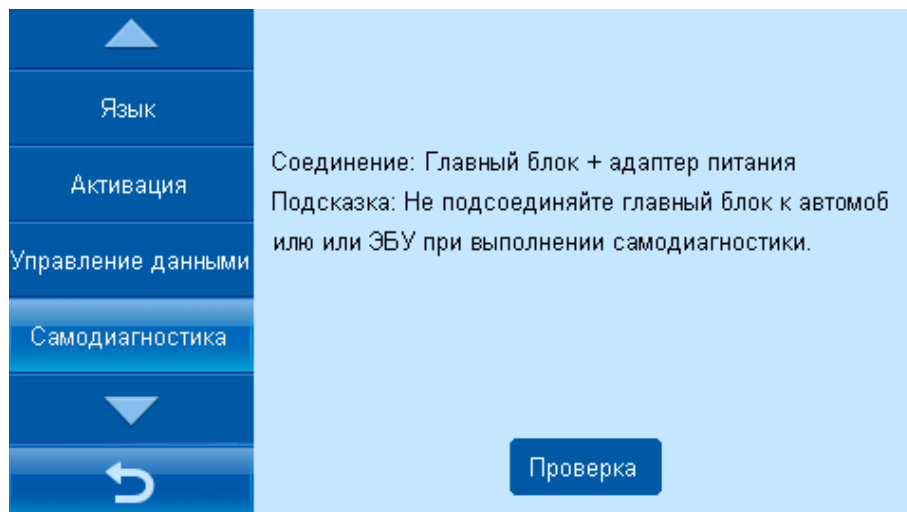 Язык
Активация
Управление данными
Самодиагностика
Соединение: Главный блок + адаптер питания
Подсказка: Не подсоединяйте главный блок к автомоб
илю или ЭБУ при выполнении самодиагностики.
Проверка